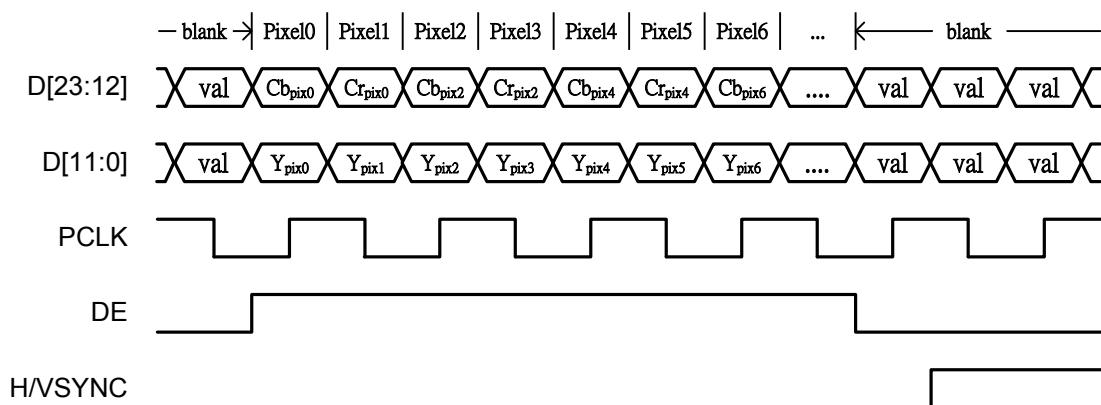 blank Pixel0 Pixel1 Pixel2 Pixel3 Pixel4 Pixel5 Pixel6 ... blank
D[23:12] val Cbpix0 Crpix0 Cbpix2 Crpix2 Cbpix4 Crpix4 Cbpix6 .... val val val
D[11:0] val Ypix0 Ypix1 Ypix2 Ypix3 Ypix4 Ypix5 Ypix6 .... val val val
PCLK
DE
H/VSYNC